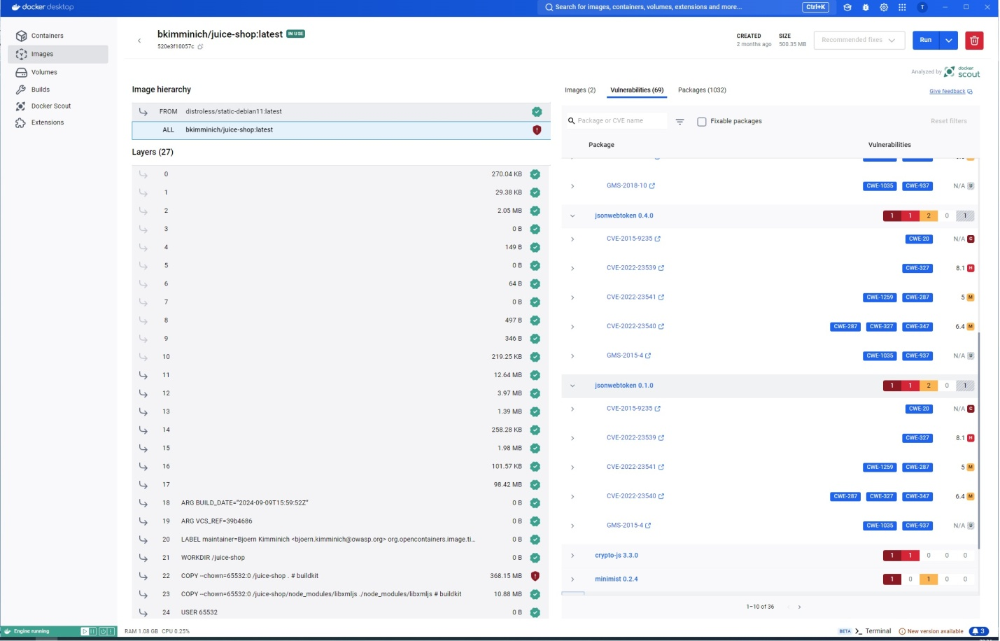 docker desktop
Search for images, containers, volumes, extensions and more...
Ctrl+K
T
Containers
Images
Volumes
Builds
Docker Scout
Extensions
bkimminich/juice-shop:latest IN USE
520e3f10057c
CREATED
2 months ago
SIZE
500.35 MB
Recommended fixes
Run
Analyzed by docker scout
Give feedback
Image hierarchy
FROM distroless/static-debian11:latest
ALL bkimminich/juice-shop:latest
Layers (27)
0 270.04 KB
1 29.38 KB
2 2.05 MB
3 0 B
4 149 B
5 0 B
6 64 B
7 0 B
8 497 B
9 346 B
10 219.25 KB
11 12.64 MB
12 3.97 MB
13 1.39 MB
14 258.28 KB
15 1.98 MB
16 101.57 KB
17 98.42 MB
18 ARG BUILD_DATE="2024-09-09T15:59:52Z" 0 B
19 ARG VCS_REF=39b4686 0 B
20 LABEL maintainer=Bjoern Kimminich <bjoern.kimminich@owasp.org> org.opencontainers.image.ti... 0 B
21 WORKDIR /juice-shop 0 B
22 COPY --chown=65532:0 /juice-shop . # buildkit 368.15 MB
23 COPY --chown=65532:0 /juice-shop/node_modules/libxmljs ./node_modules/libxmljs # buildkit 10.88 MB
24 USER 65532 0 B
Images (2) Vulnerabilities (69) Packages (1032)
Package or CVE name
Fixable packages
Reset filters
Package Vulnerabilities
GMS-2018-10 CWE-1035 CWE-937 N/A U
jsonwebtoken 0.4.0 1 1 2 0 1
CVE-2015-9235 CWE-20 N/A C
CVE-2022-23539 CWE-327 8.1 H
CVE-2022-23541 CWE-1259 CWE-287 5 M
CVE-2022-23540 CWE-287 CWE-327 CWE-347 6.4 M
GMS-2015-4 CWE-1035 CWE-937 N/A U
jsonwebtoken 0.1.0 1 1 2 0 1
CVE-2015-9235 CWE-20 N/A C
CVE-2022-23539 CWE-327 8.1 H
CVE-2022-23541 CWE-1259 CWE-287 5 M
CVE-2022-23540 CWE-287 CWE-327 CWE-347 6.4 M
GMS-2015-4 CWE-1035 CWE-937 N/A U
crypto-js 3.3.0 1 1 0 0 0
minimist 0.2.4 1 0 1 0 0
1–10 of 36
Engine running
RAM 1.08 GB CPU 0.25%
BETA
Terminal
New version available
3